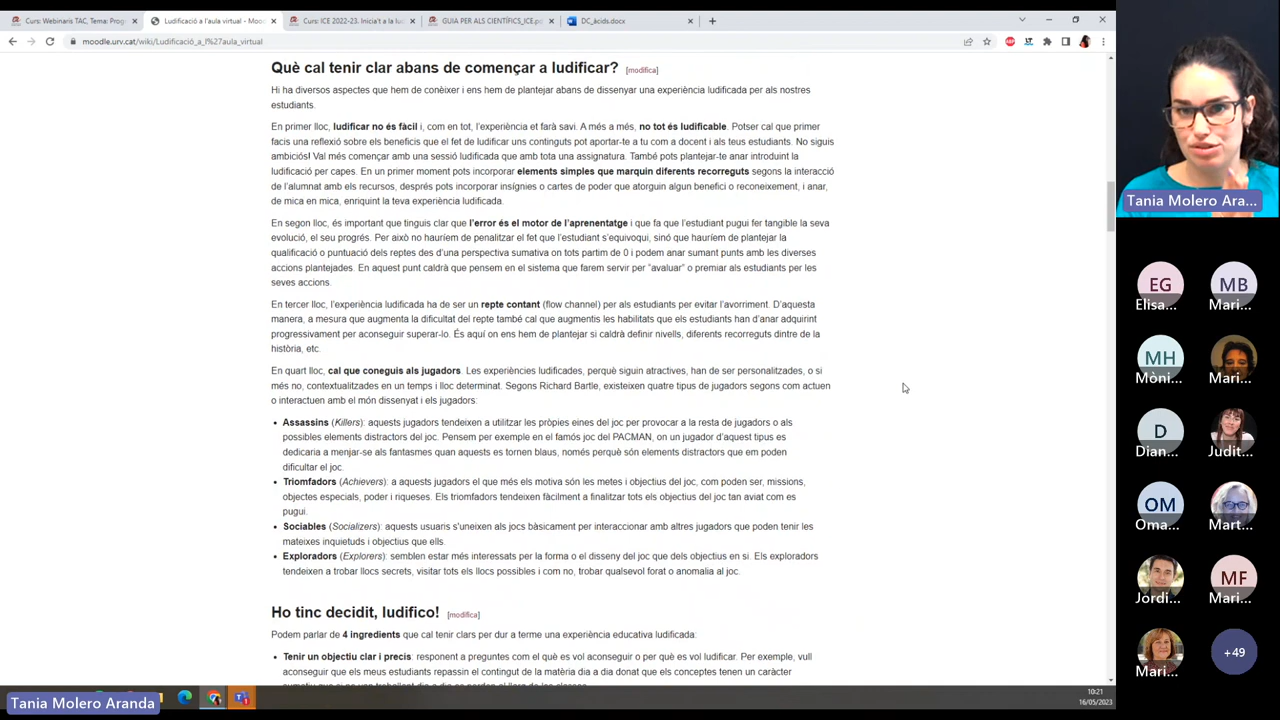 Curs: Webinaris TAC, Tema: Prog
Ludificació a l'aula virtual - Moo
Curs: ICE 2022-23. Inicia't a la lu
GUIA PER ALS CIENTÍFICS_ICE.p
DC_àcids.docx
moodle.urv.cat/wiki/Ludificació_a_l%27aula_virtual
Què cal tenir clar abans de començar a ludificar? [modifica]
Hi ha diversos aspectes que hem de conèixer i ens hem de plantejar abans de dissenyar una experiència ludificada per als nostres
estudiants.
En primer lloc, ludificar no és fàcil i, com en tot, l'experiència et farà savi. A més a més, no tot és ludificable. Potser cal que primer
facis una reflexió sobre els beneficis que el fet de ludificar uns continguts pot aportar-te a tu com a docent i als teus estudiants. No siguis
ambiciós! Val més començar amb una sessió ludificada que amb tota una assignatura. També pots plantejar-te anar introduint la
ludificació per capes. En un primer moment pots incorporar elements simples que marquin diferents recorreguts segons la interacció
de l'alumnat amb els recursos, després pots incorporar insígnies o cartes de poder que atorguin algun benefici o reconeixement, i anar,
de mica en mica, enriquint la teva experiència ludificada.
En segon lloc, és important que tinguis clar que l'error és el motor de l'aprenentatge i que fa que l'estudiant pugui fer tangible la seva
evolució, el seu progrés. Per això no hauríem de penalitzar el fet que l'estudiant s'equivoqui, sinó que hauríem de plantejar la
qualificació o puntuació dels reptes des d'una perspectiva sumativa on tots partim de 0 i podem anar sumant punts amb les diverses
accions plantejades. En aquest punt caldrà que pensem en el sistema que farem servir per "avaluar" o premiar als estudiants per les
seves accions.
En tercer lloc, l'experiència ludificada ha de ser un repte contant (flow channel) per als estudiants per evitar l'avorriment. D'aquesta
manera, a mesura que augmenta la dificultat del repte també cal que augmentis les habilitats que els estudiants han d'anar adquirint
progressivament per aconseguir superar-lo. És aquí on ens hem de plantejar si caldrà definir nivells, diferents recorreguts dintre de la
història, etc.
En quart lloc, cal que coneguis als jugadors. Les experiències ludificades, perquè siguin atractives, han de ser personalitzades, o si
més no, contextualitzades en un temps i lloc determinat. Segons Richard Bartle, existeixen quatre tipus de jugadors segons com actuen
o interactuen amb el món dissenyat i els jugadors:
• Assassins (Killers): aquests jugadors tendeixen a utilitzar les pròpies eines del joc per provocar a la resta de jugadors o als
possibles elements distractors del joc. Pensem per exemple en el famós joc del PACMAN, on un jugador d'aquest tipus es
dedicaria a menjar-se als fantasmes quan aquests es tornen blaus, només perquè són elements distractors que em poden
dificultar el joc.
• Triomfadors (Achievers): a aquests jugadors el que més els motiva són les metes i objectius del joc, com poden ser, missions,
objectes especials, poder i riqueses. Els triomfadors tendeixen fàcilment a finalitzar tots els objectius del joc tan aviat com es
pugui.
• Sociables (Socializers): aquests usuaris s'uneixen als jocs bàsicament per interaccionar amb altres jugadors que poden tenir les
mateixes inquietuds i objectius que ells.
• Exploradors (Explorers): semblen estar més interessats per la forma o el disseny del joc que dels objectius en si. Els exploradors
tendeixen a trobar llocs secrets, visitar tots els llocs possibles i com no, trobar qualsevol forat o anomalia al joc.
Ho tinc decidit, ludifico! [modifica]
Podem parlar de 4 ingredients que cal tenir clars per dur a terme una experiència educativa ludificada:
• Tenir un objectiu clar i precís: responent a preguntes com el què es vol aconseguir o per què es vol ludificar. Per exemple, vull
aconseguir que els meus estudiants repassin el contingut de la matèria dia a dia donat que els conceptes tenen un caràcter
10:21
16/05/2023
Tania Molero Aranda
Tania Molero Ara...
EG
MB
Elisa...
Mari...
MH
Mòni...
Mari...
D
Dian...
Judit...
OM
Oma...
Mart...
MF
Jordi...
Mari...
+49
Mari...